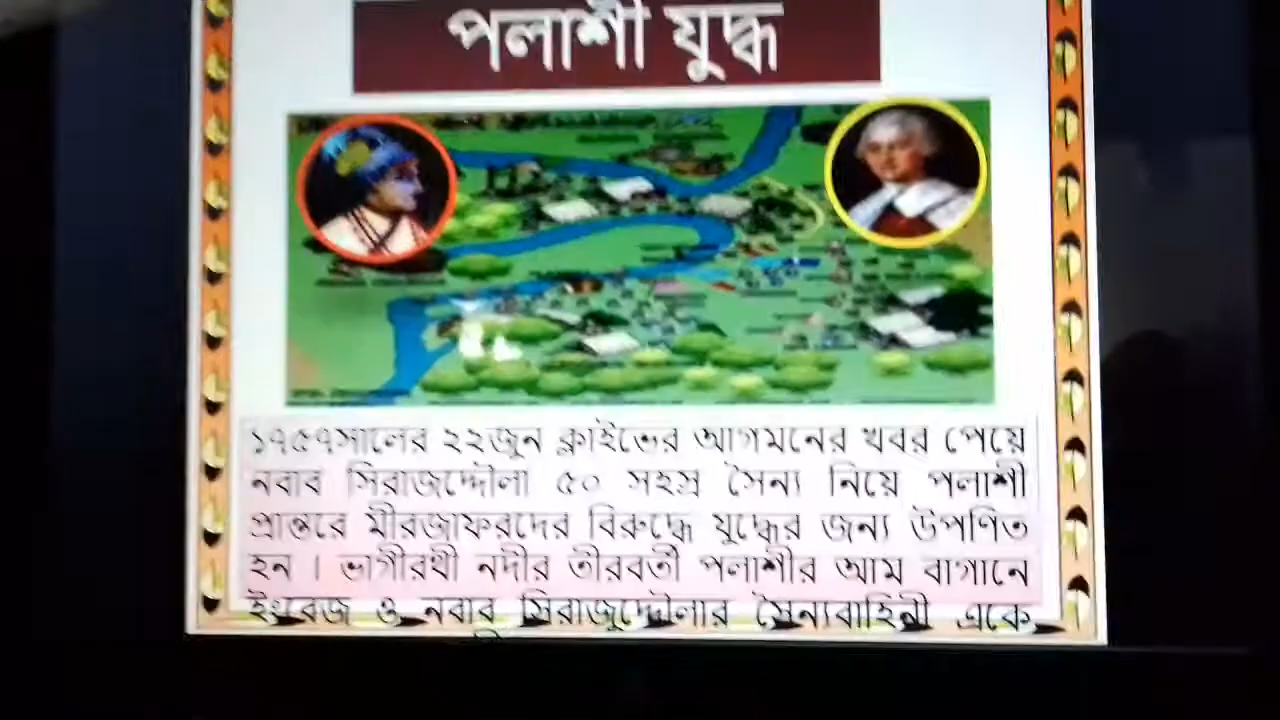 পলাশী যুদ্ধ
১৭৫৭সালের ২২জুন ক্লাইভের আগমনের খবর পেয়ে
নবাব সিরাজদ্দৌলা ৫০ সহস্র সৈন্য নিয়ে পলাশী
প্রান্তরে মীরজাফরদের বিরুদ্ধে যুদ্ধের জন্য উপণিত
হন । ভাগীরথী নদীর তীরবর্তী পলাশীর আম বাগানে
ইংরেজ ও নবাব সিরাজুদ্দৌলার সৈন্যবাহিনী একে